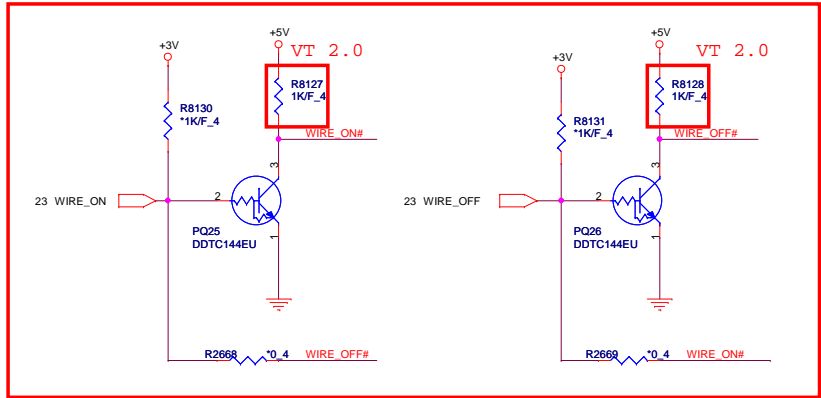 +5V
VT 2.0
+3V
R8127
1K/F_4
R8130
*1K/F_4
WIRE_ON#
3
23 WIRE_ON
2
PQ25
DDTC144EU
1
R2668
*0_4
WIRE_OFF#
+5V
VT 2.0
+3V
R8128
1K/F_4
R8131
*1K/F_4
WIRE_OFF#
3
23 WIRE_OFF
2
PQ26
DDTC144EU
1
R2669
*0_4
WIRE_ON#